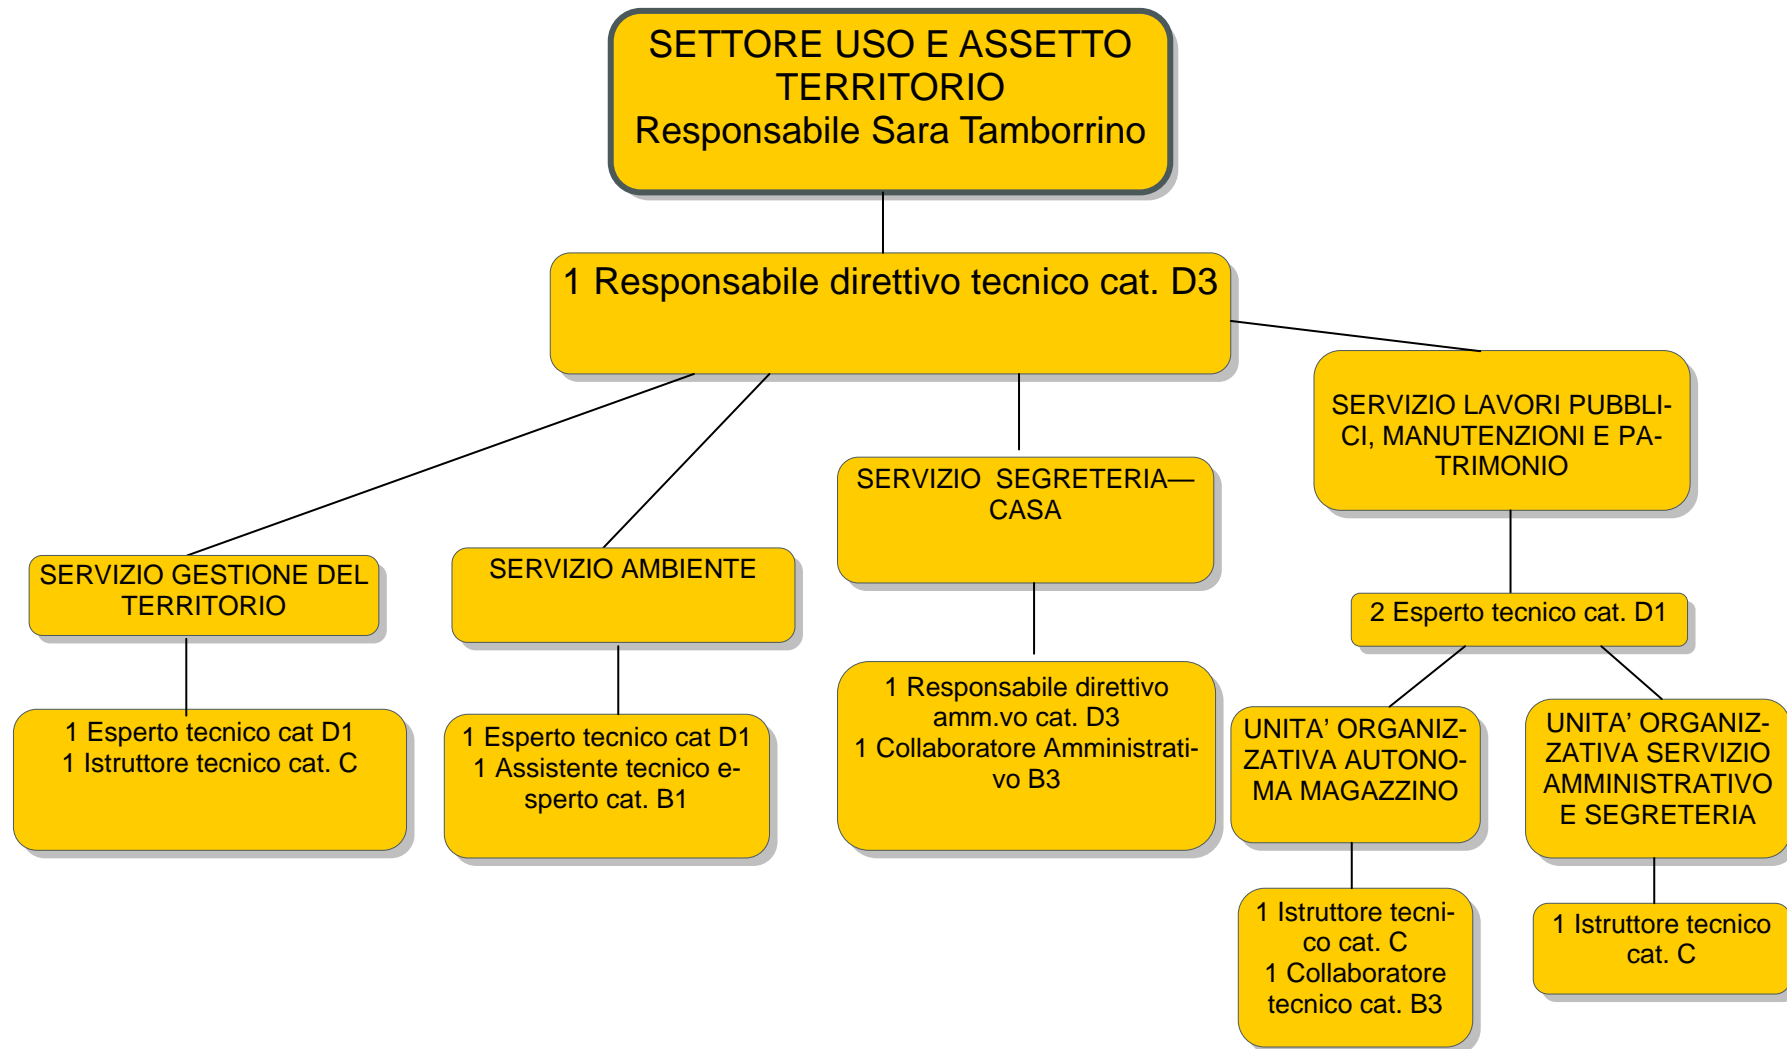 SETTORE USO E ASSETTO
TERRITORIO
Responsabile Sara Tamborrino
1 Responsabile direttivo tecnico cat. D3
SERVIZIO LAVORI PUBBLI-
CI, MANUTENZIONI E PA-
TRIMONIO
SERVIZIO  SEGRETERIA—
CASA
SERVIZIO GESTIONE DEL
TERRITORIO
SERVIZIO AMBIENTE
2 Esperto tecnico cat. D1
1 Esperto tecnico cat D1
1 Istruttore tecnico cat. C
1 Esperto tecnico cat D1
1 Assistente tecnico e-
sperto cat. B1
1 Responsabile direttivo
amm.vo cat. D3
1 Collaboratore Amministrati-
vo B3
UNITA’ ORGANIZ-
ZATIVA AUTONO-
MA MAGAZZINO
UNITA’ ORGANIZ-
ZATIVA SERVIZIO
AMMINISTRATIVO
E SEGRETERIA
1 Istruttore tecni-
co cat. C
1 Collaboratore
tecnico cat. B3
1 Istruttore tecnico
cat. C